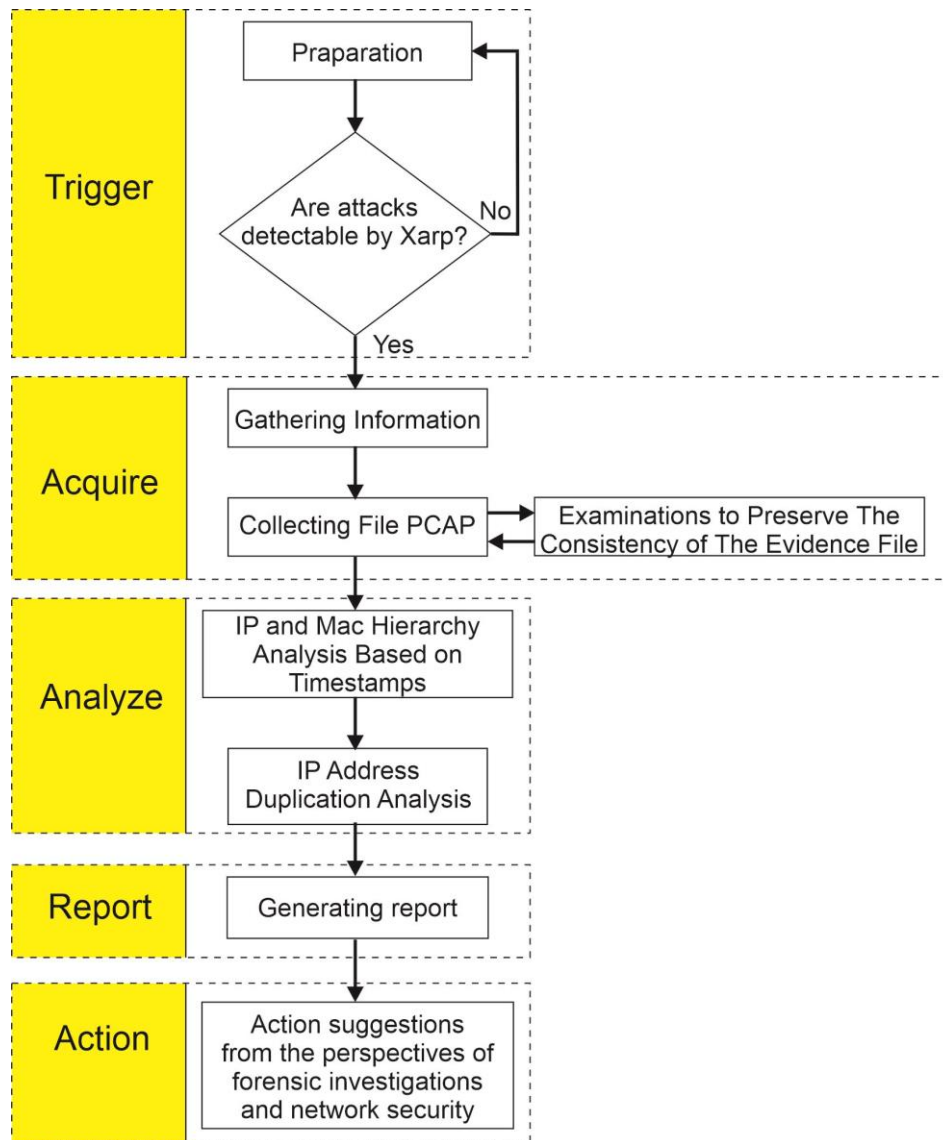 Trigger
Praparation
Are attacks
detectable by Xarp?
No
Yes
Acquire
Gathering Information
Collecting File PCAP
Examinations to Preserve The
Consistency of The Evidence File
Analyze
IP and Mac Hierarchy
Analysis Based on
Timestamps
IP Address
Duplication Analysis
Report
Generating report
Action
Action suggestions
from the perspectives of
forensic investigations
and network security